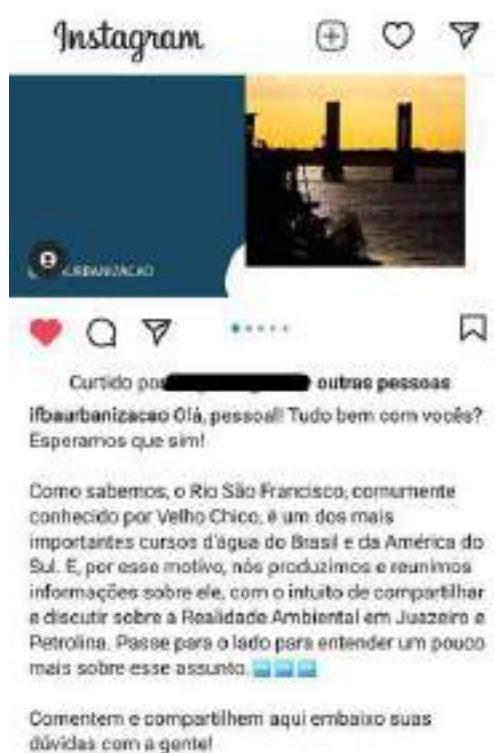 Instagram
URBANIZACAO
Curtido por outras pessoas
ifbaurbanizacao Olá, pessoal! Tudo bem com vocês?
Esperamos que sim!
Como sabemos, o Rio São Francisco, comumente
conhecido por Velho Chico, é um dos mais
importantes cursos d'água do Brasil e da América do
Sul. E, por esse motivo, nós produzimos e reunimos
informações sobre ele, com o intuito de compartilhar
e discutir sobre a Realidade Ambiental em Juazeiro e
Petrolina. Passe para o lado para entender um pouco
mais sobre esse assunto.
Comentem e compartilhem aqui embaixo suas
dúvidas com a gente!